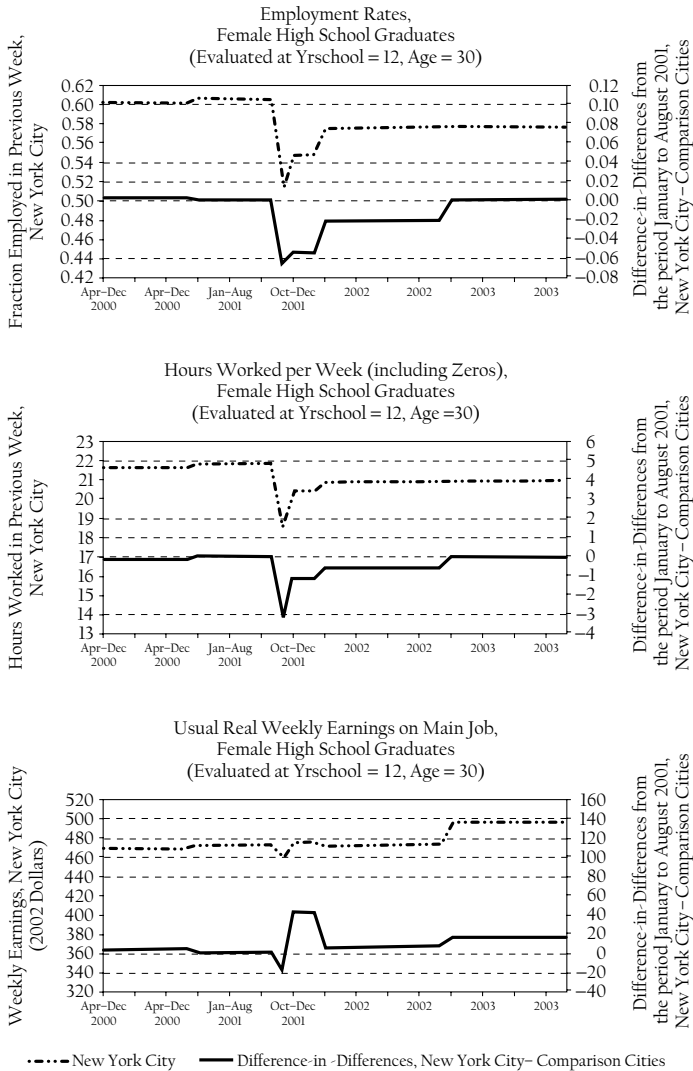 Employment Rates,
Female High School Graduates
(Evaluated at Yrschool = 12, Age = 30)
Fraction Employed in Previous Week,
New York City
0.62
0.60
0.58
0.56
0.54
0.52
0.50
0.48
0.46
0.44
0.42
0.12
0.10
0.08
0.06
0.04
0.02
0.00
–0.02
–0.04
–0.06
–0.08
Difference-in-Differences from
the period January to August 2001,
New York City – Comparison Cities
Apr–Dec Apr–Dec Jan–Aug Oct–Dec 2002 2002 2003 2003
2000 2000 2001 2001
Hours Worked per Week (including Zeros),
Female High School Graduates
(Evaluated at Yrschool = 12, Age =30)
Hours Worked in Previous Week,
New York City
23
22
21
20
19
18
17
16
15
14
13
6
5
4
3
2
1
0
–1
–2
–3
–4
Difference-in-Differences from
the period January to August 2001,
New York City – Comparison Cities
Apr–Dec Apr–Dec Jan–Aug Oct–Dec 2002 2002 2003 2003
2000 2000 2001 2001
Usual Real Weekly Earnings on Main Job,
Female High School Graduates
(Evaluated at Yrschool = 12, Age = 30)
Weekly Earnings, New York City
(2002 Dollars)
520
500
480
460
440
420
400
380
360
340
320
160
140
120
100
80
60
40
20
0
–20
–40
Difference-in-Differences from
the period January to August 2001,
New York City – Comparison Cities
Apr–Dec Apr–Dec Jan–Aug Oct–Dec 2002 2002 2003 2003
2000 2000 2001 2001
New York City Difference-in -Differences, New York City– Comparison Cities